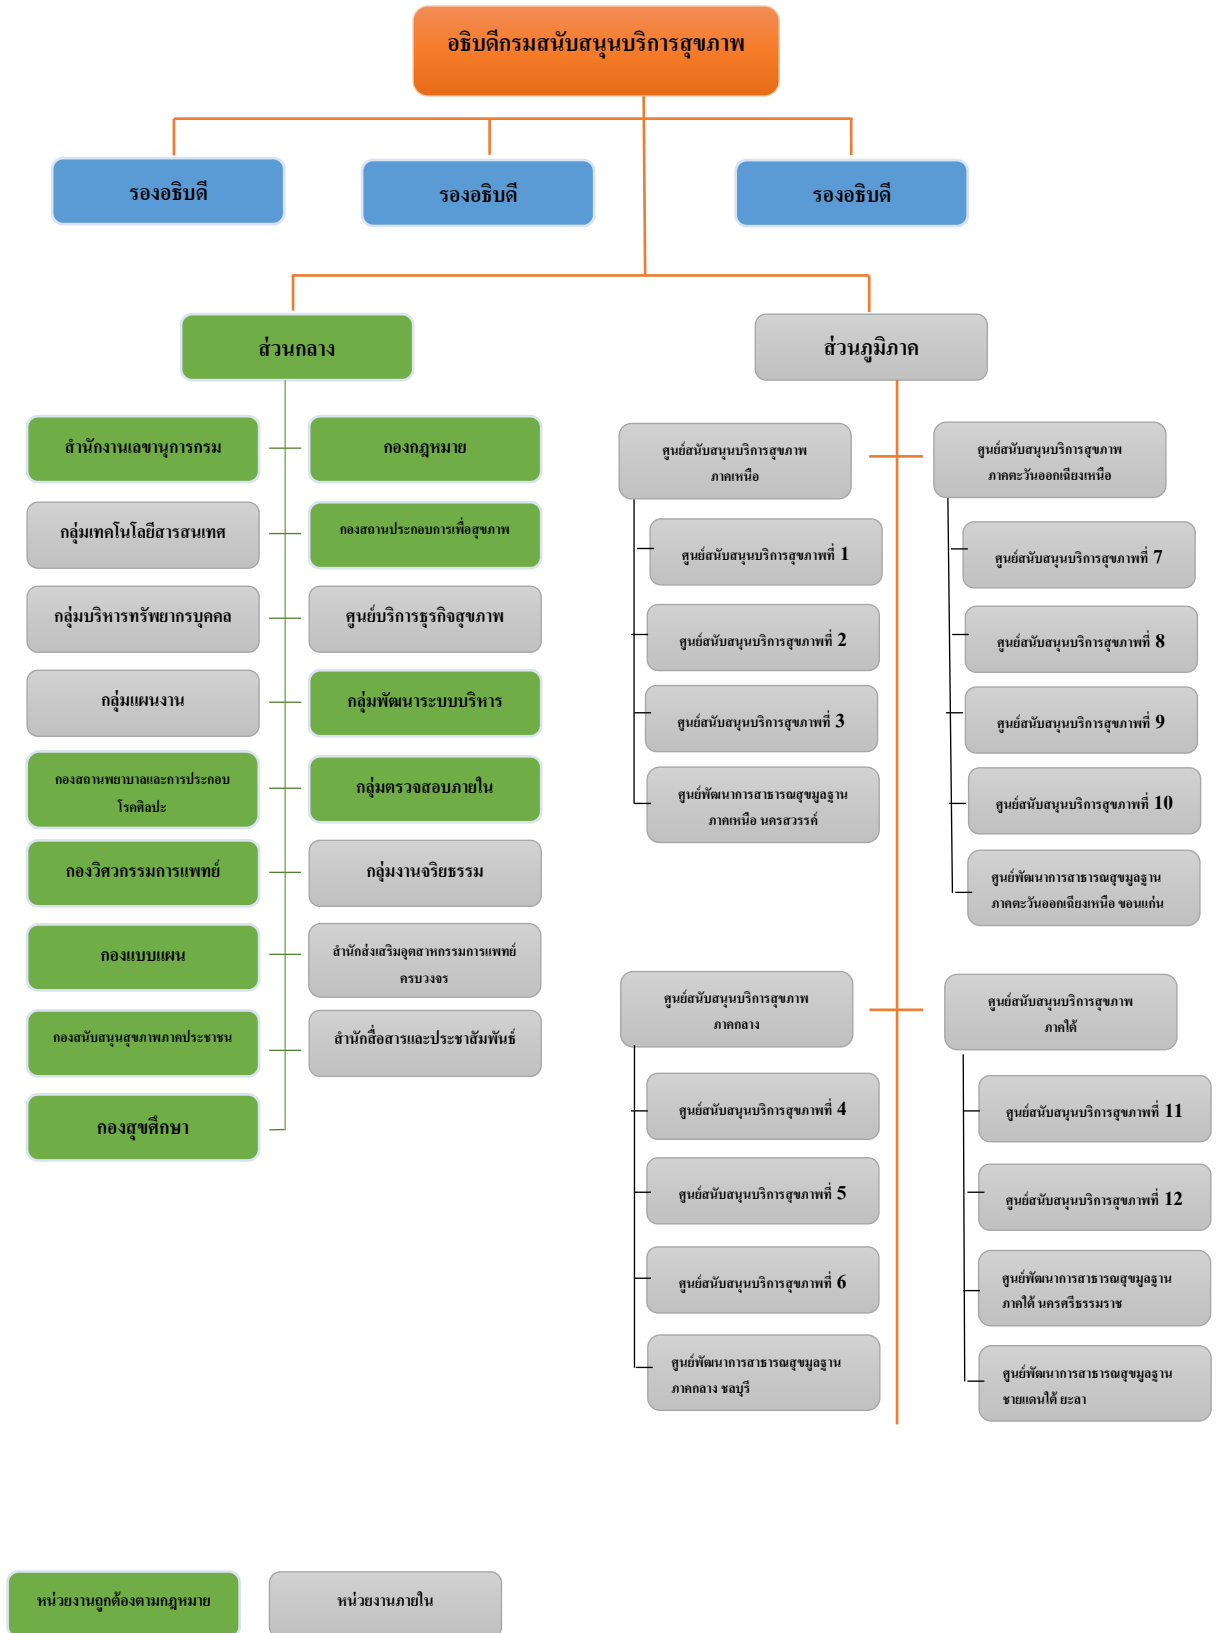 อธิบดีกรมสนับสนุนบริการสุขภาพ
รองอธิบดี
รองอธิบดี
รองอธิบดี
ส่วนกลาง
สำนักงานเลขานุการกรม
กองกฎหมาย
กลุ่มเทคโนโลยีสารสนเทศ
กองสถานประกอบการเพื่อสุขภาพ
กลุ่มบริหารทรัพยากรบุคคล
ศูนย์บริการธุรกิจสุขภาพ
กลุ่มแผนงาน
กลุ่มพัฒนาระบบบริหาร
กองสถานพยาบาลและการประกอบ
โรคศิลปะ
กลุ่มตรวจสอบภายใน
กองวิศวกรรมการแพทย์
กลุ่มงานจริยธรรม
กองแบบแผน
สำนักส่งเสริมอุตสาหกรรมการแพทย์
ครบวงจร
กองสนับสนุนสุขภาพภาคประชาชน
สำนักสื่อสารและประชาสัมพันธ์
กองสุขศึกษา
ส่วนภูมิภาค
ศูนย์สนับสนุนบริการสุขภาพ
ภาคเหนือ
ศูนย์สนับสนุนบริการสุขภาพที่ 1
ศูนย์สนับสนุนบริการสุขภาพที่ 2
ศูนย์สนับสนุนบริการสุขภาพที่ 3
ศูนย์พัฒนาการสาธารณสุขมูลฐาน
ภาคเหนือ นครสวรรค์
ศูนย์สนับสนุนบริการสุขภาพ
ภาคตะวันออกเฉียงเหนือ
ศูนย์สนับสนุนบริการสุขภาพที่ 7
ศูนย์สนับสนุนบริการสุขภาพที่ 8
ศูนย์สนับสนุนบริการสุขภาพที่ 9
ศูนย์สนับสนุนบริการสุขภาพที่ 10
ศูนย์พัฒนาการสาธารณสุขมูลฐาน
ภาคตะวันออกเฉียงเหนือ ขอนแก่น
ศูนย์สนับสนุนบริการสุขภาพ
ภาคกลาง
ศูนย์สนับสนุนบริการสุขภาพที่ 4
ศูนย์สนับสนุนบริการสุขภาพที่ 5
ศูนย์สนับสนุนบริการสุขภาพที่ 6
ศูนย์พัฒนาการสาธารณสุขมูลฐาน
ภาคกลาง ชลบุรี
ศูนย์สนับสนุนบริการสุขภาพ
ภาคใต้
ศูนย์สนับสนุนบริการสุขภาพที่ 11
ศูนย์สนับสนุนบริการสุขภาพที่ 12
ศูนย์พัฒนาการสาธารณสุขมูลฐาน
ภาคใต้ นครศรีธรรมราช
ศูนย์พัฒนาการสาธารณสุขมูลฐาน
ชายแดนใต้ ยะลา
หน่วยงานถูกต้องตามกฎหมาย
หน่วยงานภายใน